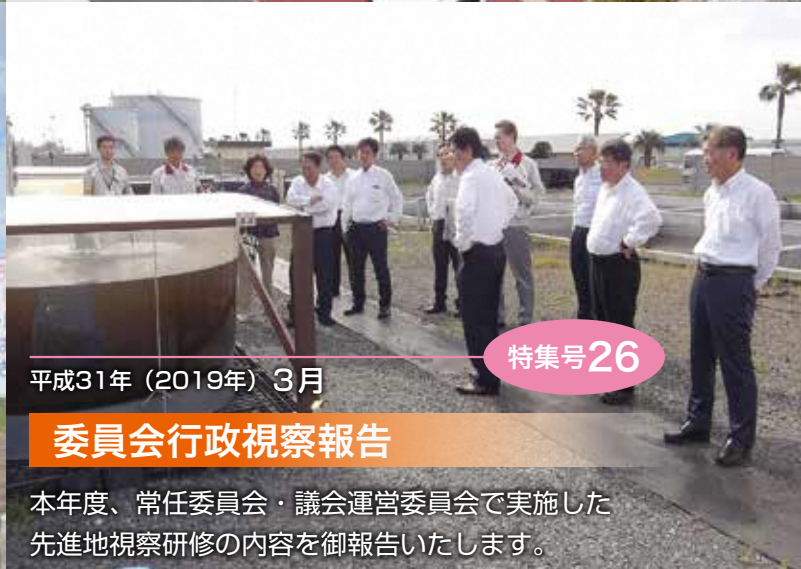 特集号26
平成31年（2019年）3月
委員会行政視察報告
本年度、常任委員会・議会運営委員会で実施した
先進地視察研修の内容を御報告いたします。